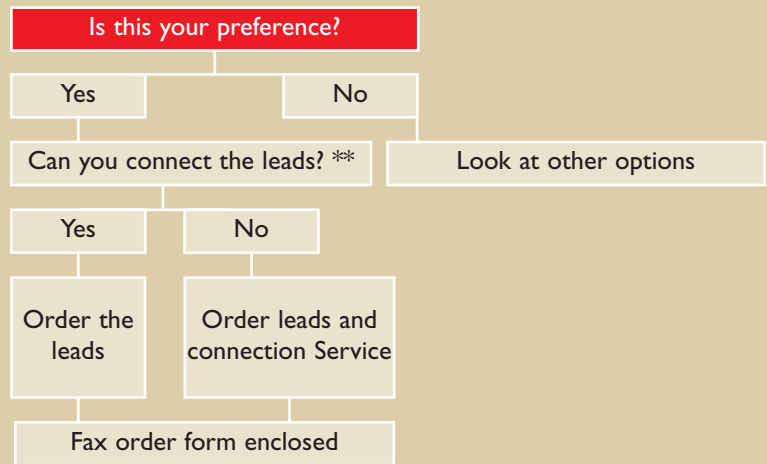 Is this your preference?
Yes
No
Can you connect the leads? **
Look at other options
Yes
No
Order the
leads
Order leads and
connection Service
Fax order form enclosed